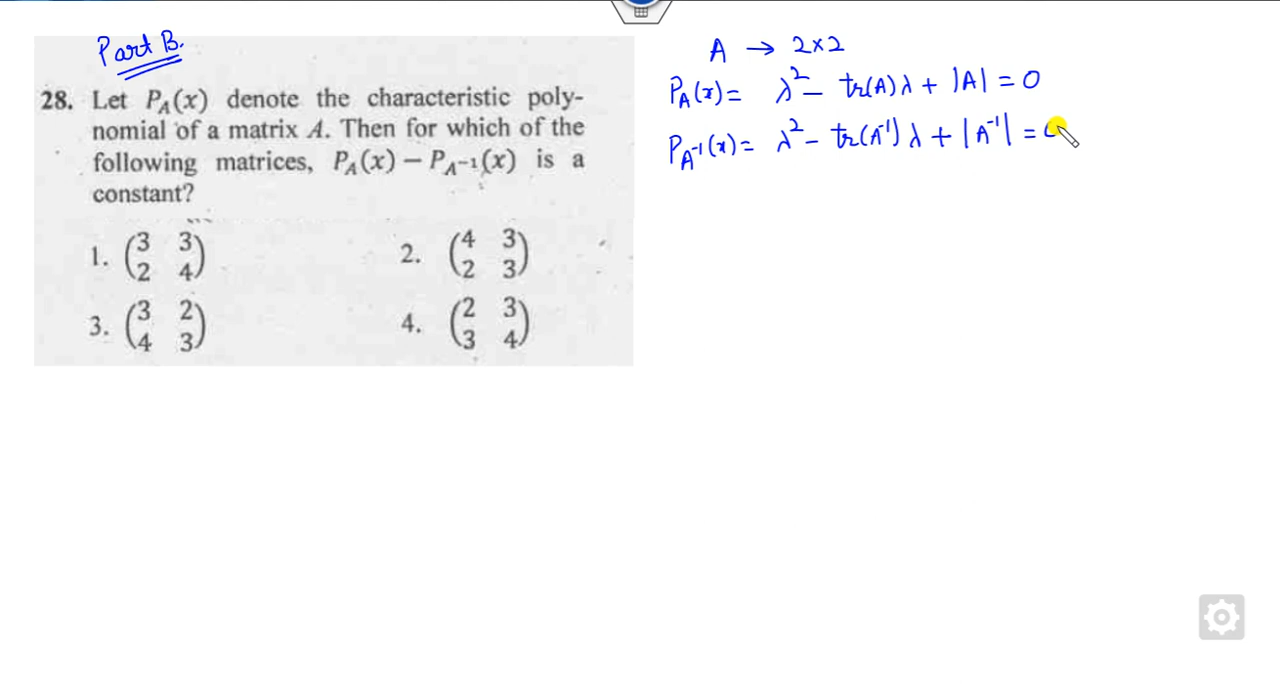 Part B.
28. Let P_A(x) denote the characteristic poly-
nomial of a matrix A. Then for which of the
following matrices, P_A(x) − P_{A^{-1}}(x) is a
constant?
1. (3 3
2 4)
2. (4 3
2 3)
3. (3 2
4 3)
4. (2 3
3 4)
A → 2×2
P_A(x) = λ² − tr(A)λ + |A| = 0
P_{A^{-1}}(x) = λ² − tr(A^{-1})λ + |A^{-1}| =